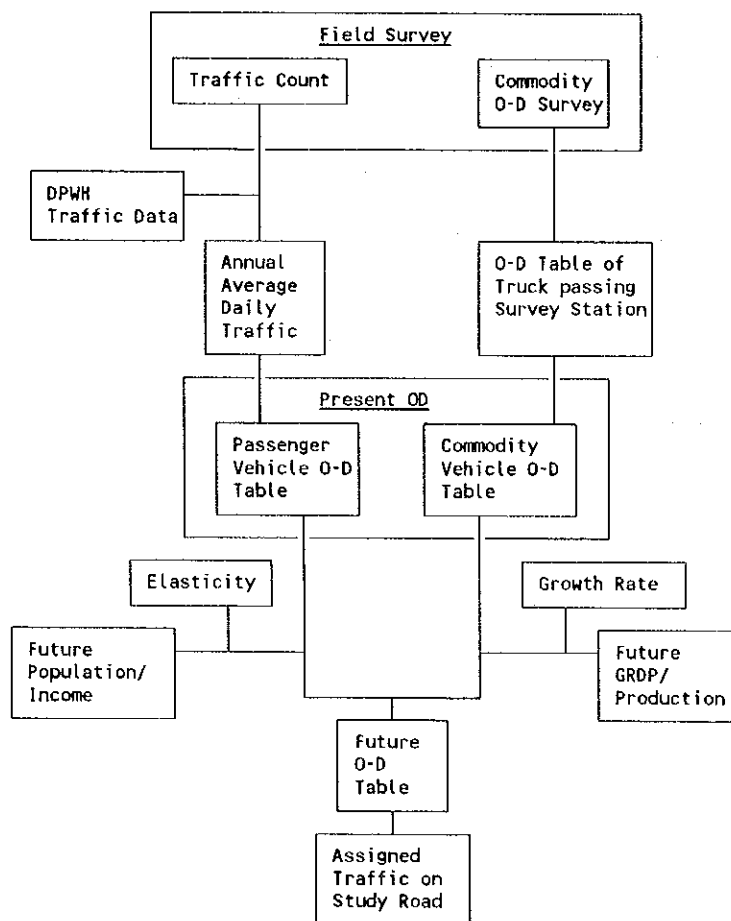 Field Survey
Traffic Count
Commodity
O-D Survey
DPWH
Traffic Data
Annual
Average
Daily
Traffic
O-D Table of
Truck passing
Survey Station
Present OD
Passenger
Vehicle O-D
Table
Commodity
Vehicle O-D
Table
Elasticity
Growth Rate
Future
Population/
Income
Future
GRDP/
Production
Future
O-D
Table
Assigned
Traffic on
Study Road